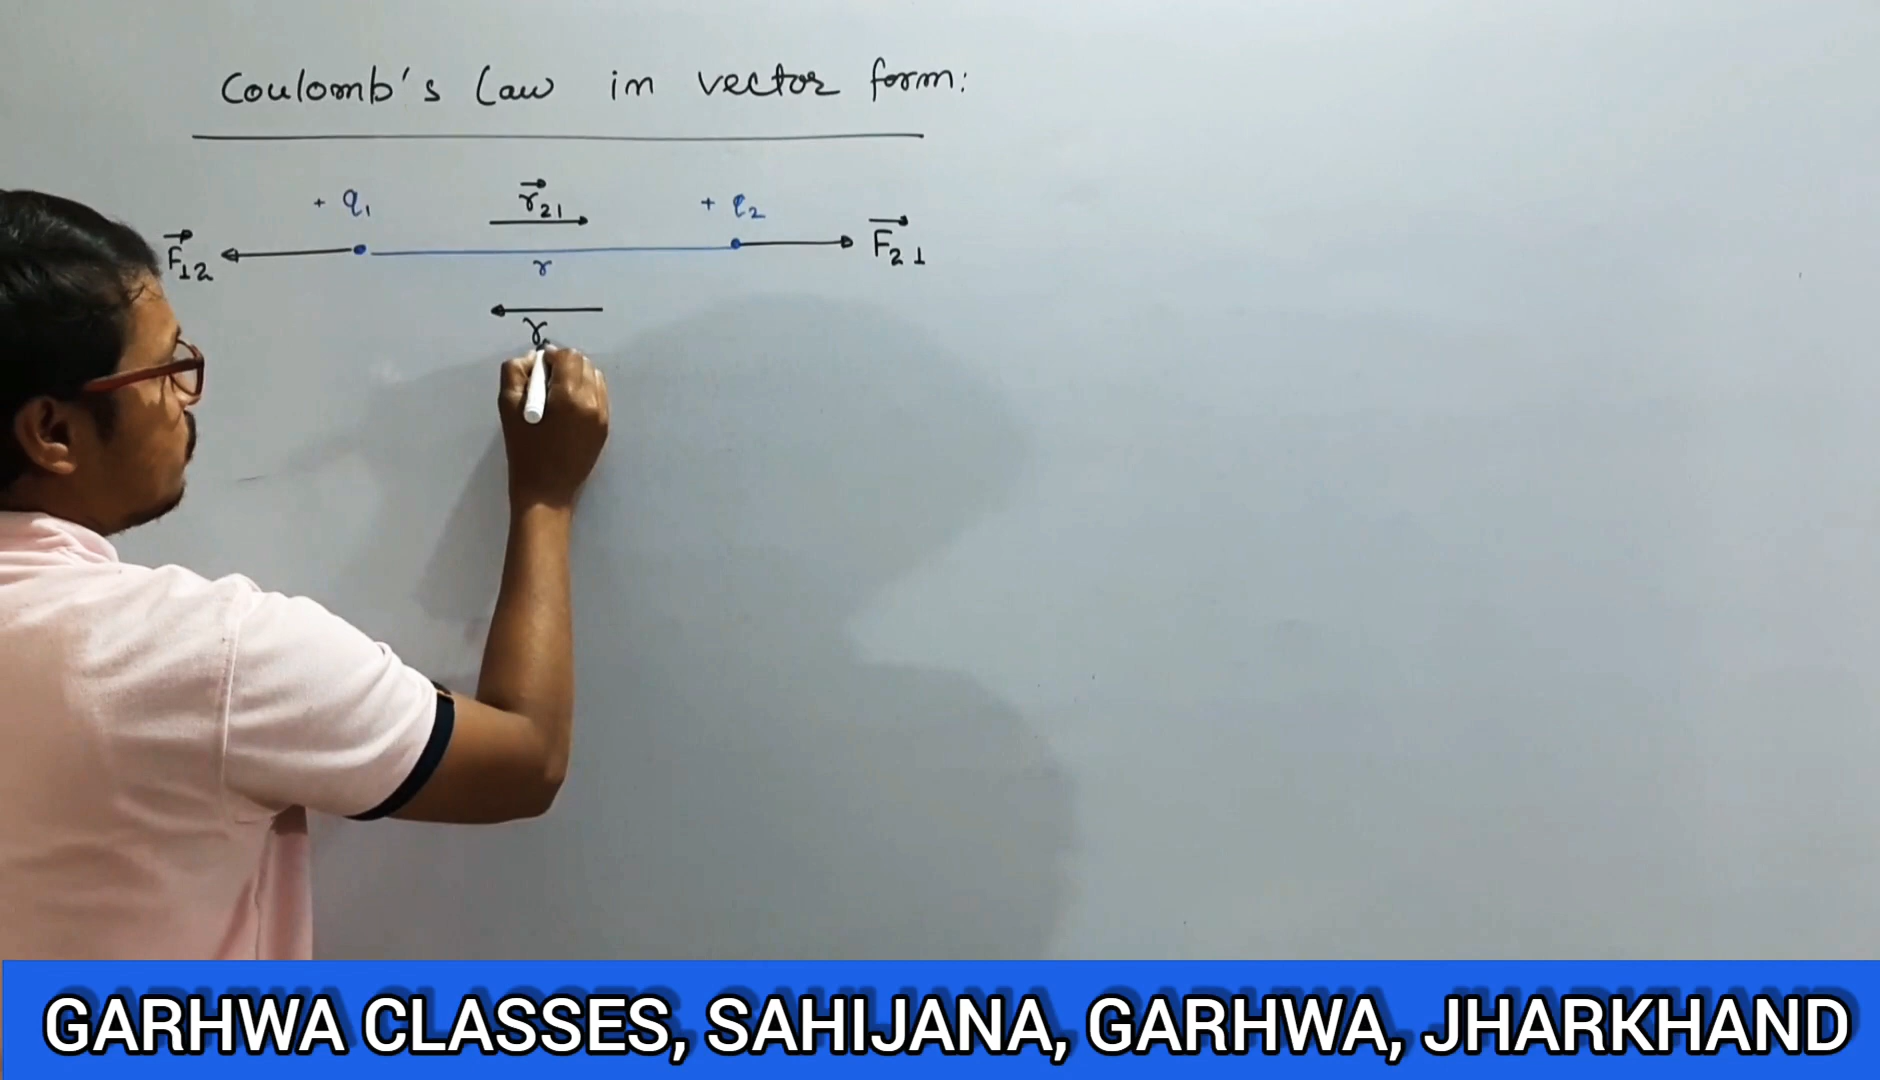 Coulomb's Law in vector form:
+ q₁ r⃗₂₁ + q₂
F⃗₁₂ r F⃗₂₁
r
GARHWA CLASSES, SAHIJANA, GARHWA, JHARKHAND